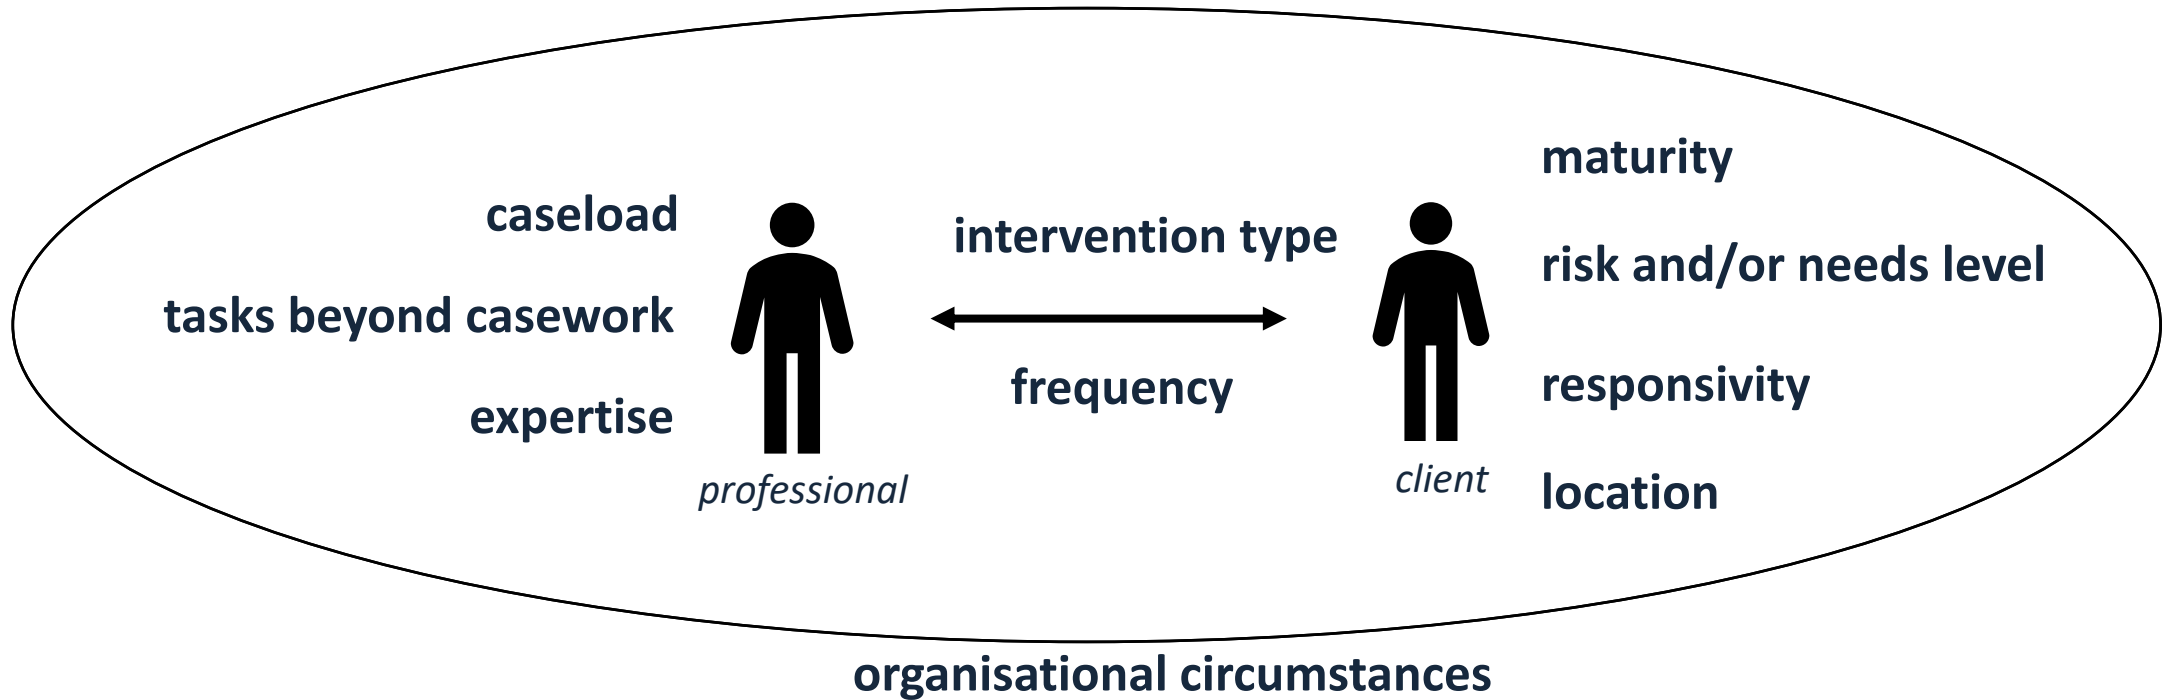 caseload
tasks beyond casework
expertise
professional
intervention type
frequency
client
maturity
risk and/or needs level
responsivity
location
organisational circumstances